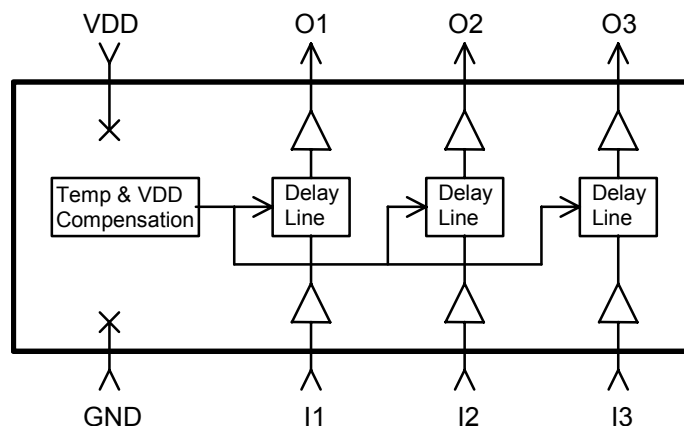 VDD O1 O2 O3
Temp & VDD
Compensation
Delay
Line
Delay
Line
Delay
Line
GND I1 I2 I3